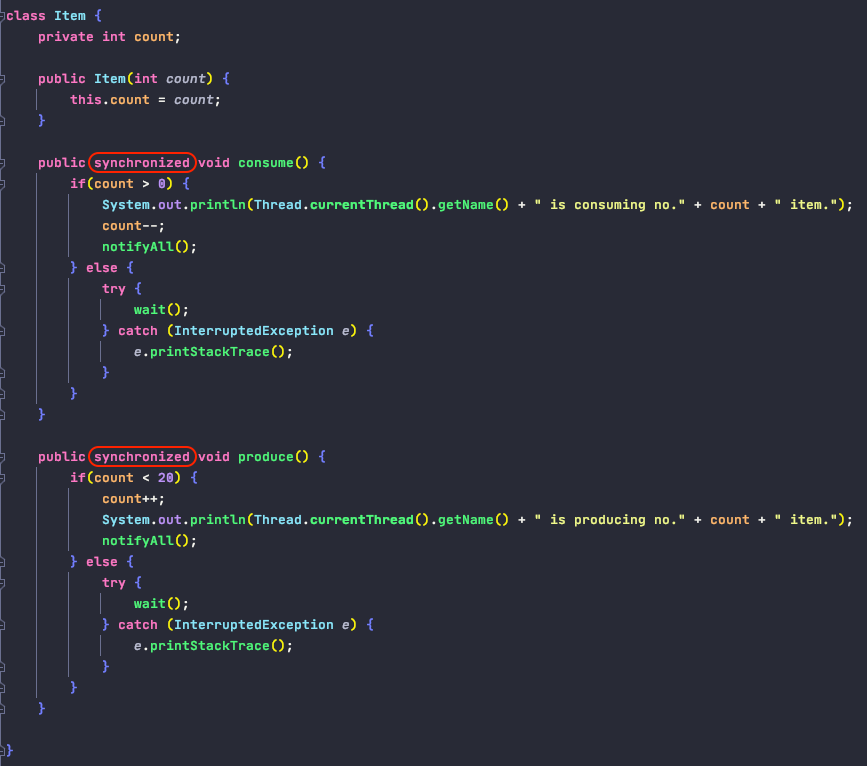 class Item {
    private int count;

    public Item(int count) {
        this.count = count;
    }

    public synchronized void consume() {
        if(count > 0) {
            System.out.println(Thread.currentThread().getName() + " is consuming no." + count + " item.");
            count--;
            notifyAll();
        } else {
            try {
                wait();
            } catch (InterruptedException e) {
                e.printStackTrace();
            }
        }
    }

    public synchronized void produce() {
        if(count < 20) {
            count++;
            System.out.println(Thread.currentThread().getName() + " is producing no." + count + " item.");
            notifyAll();
        } else {
            try {
                wait();
            } catch (InterruptedException e) {
                e.printStackTrace();
            }
        }
    }

}